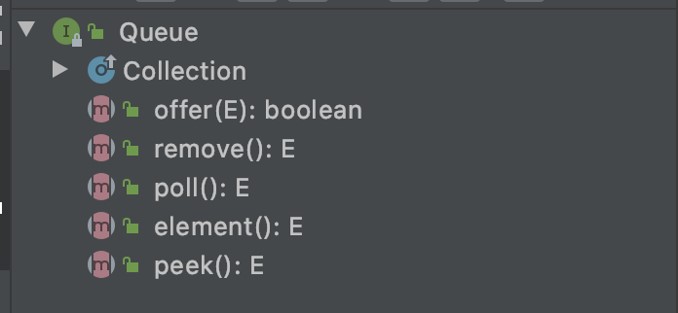 Queue
Collection
offer(E): boolean
remove(): E
poll(): E
element(): E
peek(): E